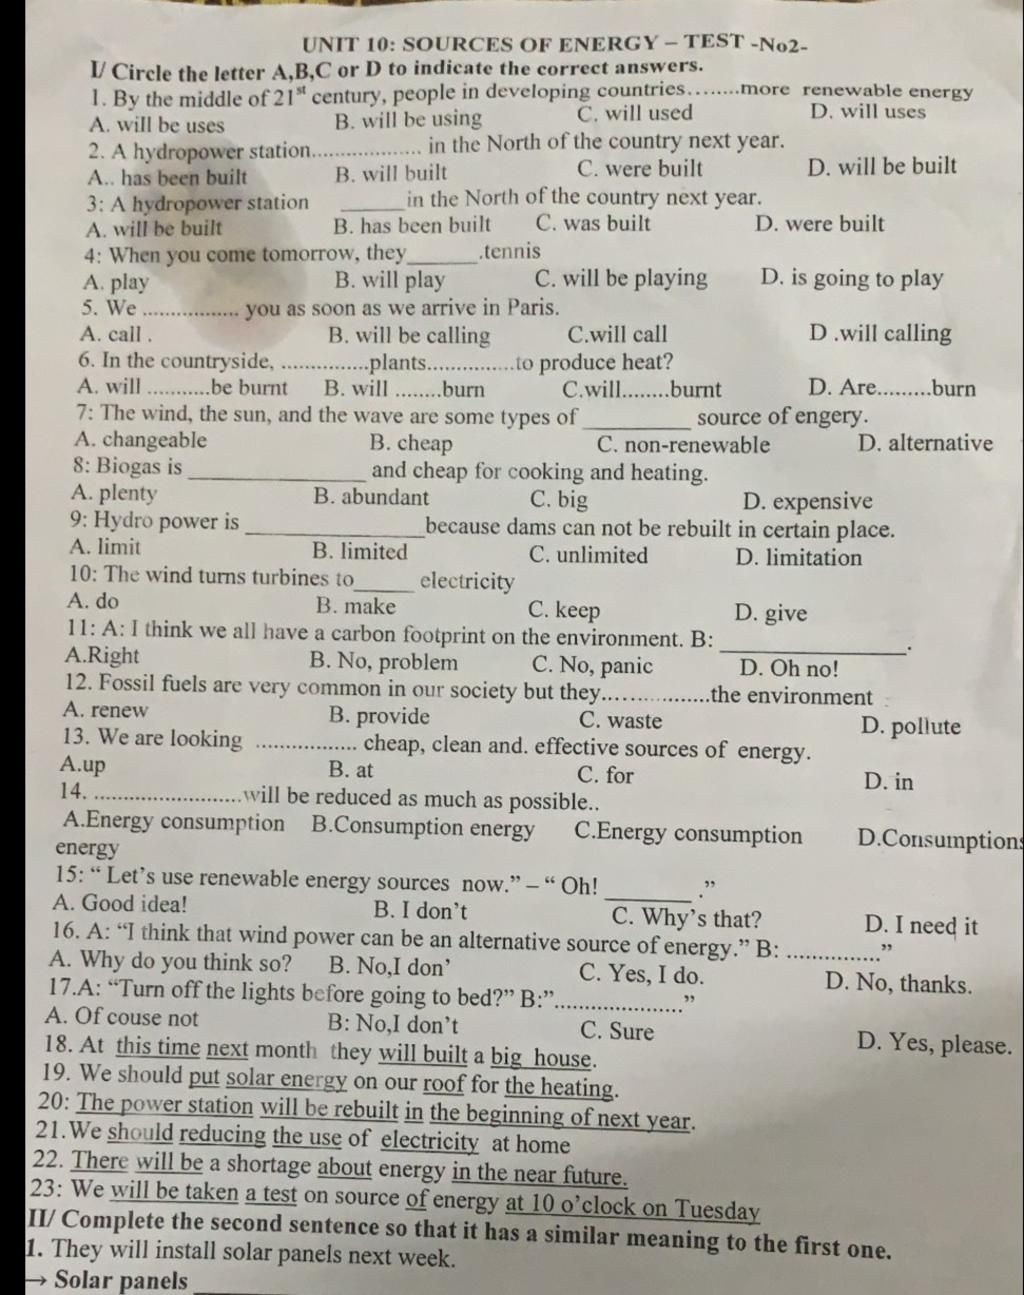 UNIT 10: SOURCES OF ENERGY – TEST -No2-
I/ Circle the letter A,B,C or D to indicate the correct answers.
1. By the middle of 21st century, people in developing countries........more renewable energy
A. will be uses B. will be using C. will used D. will uses
2. A hydropower station.................. in the North of the country next year.
A.. has been built B. will built C. were built D. will be built
3: A hydropower station ______in the North of the country next year.
A. will be built B. has been built C. was built D. were built
4: When you come tomorrow, they_______.tennis
A. play B. will play C. will be playing D. is going to play
5. We ................. you as soon as we arrive in Paris.
A. call . B. will be calling C.will call D .will calling
6. In the countryside, ...............plants...............to produce heat?
A. will ...........be burnt B. will ........burn C.will........burnt D. Are.........burn
7: The wind, the sun, and the wave are some types of __________ source of engery.
A. changeable B. cheap C. non-renewable D. alternative
8: Biogas is _________________ and cheap for cooking and heating.
A. plenty B. abundant C. big D. expensive
9: Hydro power is _________________because dams can not be rebuilt in certain place.
A. limit B. limited C. unlimited D. limitation
10: The wind turns turbines to______ electricity
A. do B. make C. keep D. give
11: A: I think we all have a carbon footprint on the environment. B: __________________.
A.Right B. No, problem C. No, panic D. Oh no!
12. Fossil fuels are very common in our society but they..................the environment
A. renew B. provide C. waste D. pollute
13. We are looking .................. cheap, clean and. effective sources of energy.
A.up B. at C. for D. in
14. ..........................will be reduced as much as possible..
A.Energy consumption B.Consumption energy C.Energy consumption D.Consumptions
energy
15: “ Let’s use renewable energy sources now.” – “ Oh! ________.”
A. Good idea! B. I don’t C. Why’s that? D. I need it
16. A: “I think that wind power can be an alternative source of energy.” B: ...............”
A. Why do you think so? B. No,I don’ C. Yes, I do. D. No, thanks.
17.A: “Turn off the lights before going to bed?” B:”......................”
A. Of couse not B: No,I don’t C. Sure D. Yes, please.
18. At this time next month they will built a big house.
19. We should put solar energy on our roof for the heating.
20: The power station will be rebuilt in the beginning of next year.
21.We should reducing the use of electricity at home
22. There will be a shortage about energy in the near future.
23: We will be taken a test on source of energy at 10 o’clock on Tuesday
II/ Complete the second sentence so that it has a similar meaning to the first one.
1. They will install solar panels next week.
→ Solar panels ____________